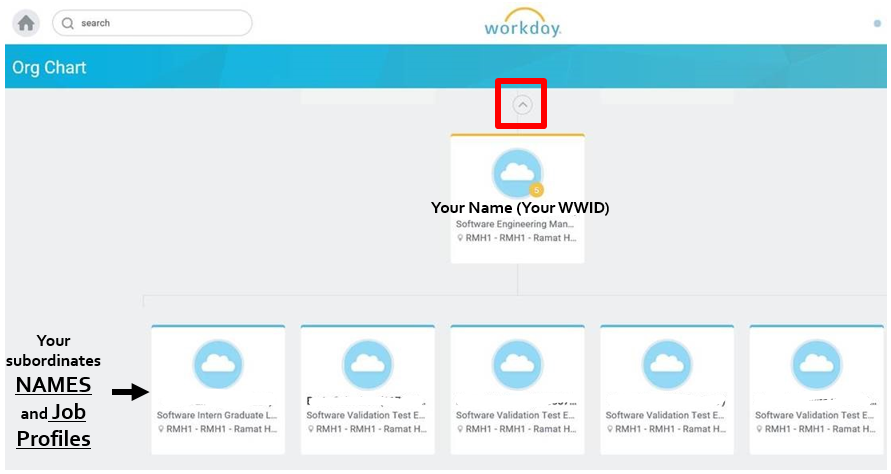 search
workday.
Org Chart
5
Your Name (Your WWID)
Software Engineering Man...
RMH1 - RMH1 - Ramat H...
Your
subordinates
NAMES
and Job
Profiles
Software Intern Graduate L...
RMH1 - RMH1 - Ramat H...
Software Validation Test E...
RMH1 - RMH1 - Ramat H...
Software Validation Test E...
RMH1 - RMH1 - Ramat H...
Software Validation Test E...
RMH1 - RMH1 - Ramat H...
Software Validation Test E...
RMH1 - RMH1 - Ramat H...